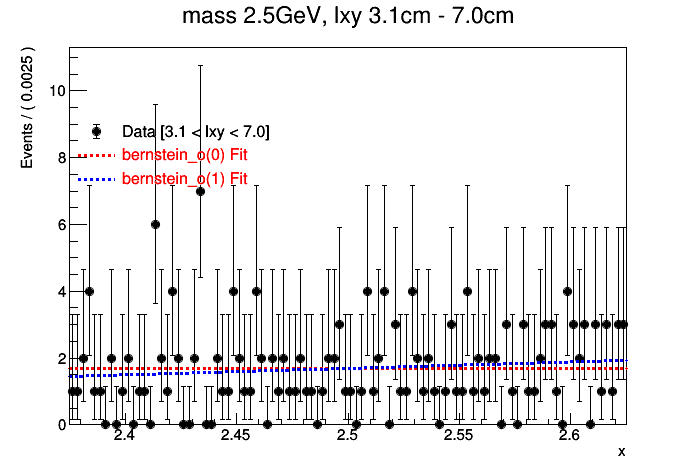 mass 2.5GeV, lxy 3.1cm - 7.0cm
Events / ( 0.0025 )
10
8
6
4
2
0
Data [3.1 < lxy < 7.0]
bernstein_o(0) Fit
bernstein_o(1) Fit
2.4 2.45 2.5 2.55 2.6
x